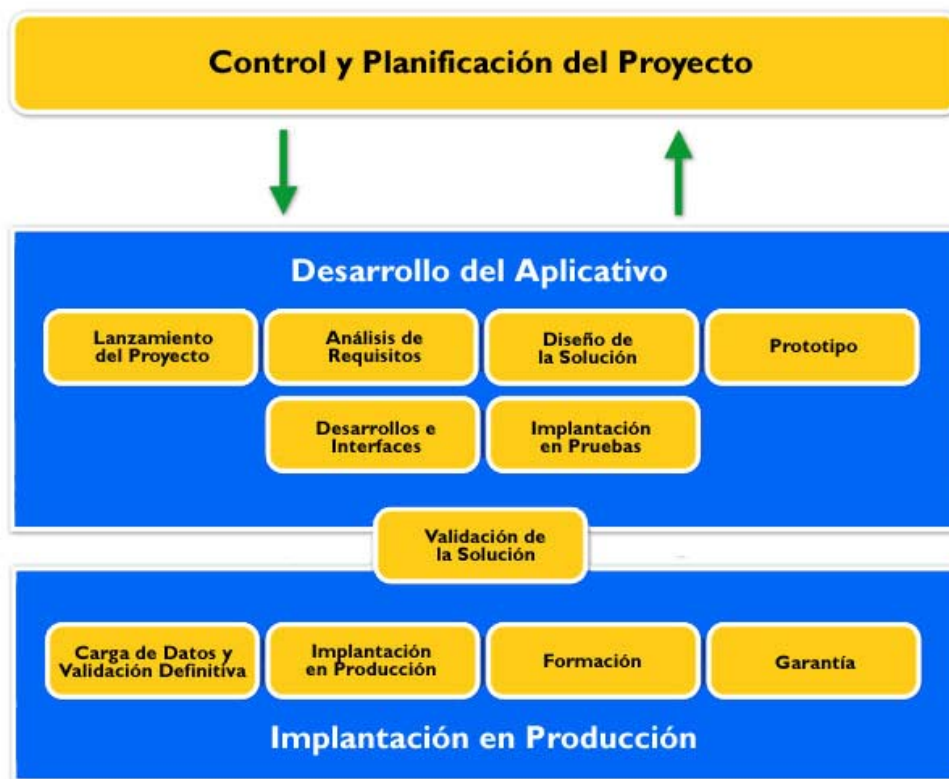 Control y Planificación del Proyecto
Desarrollo del Aplicativo
Lanzamiento
del Proyecto
Análisis de
Requisitos
Diseño de
la Solución
Prototipo
Desarrollos e
Interfaces
Implantación
en Pruebas
Validación de
la Solución
Carga de Datos y
Validación Definitiva
Implantación
en Producción
Formación
Garantía
Implantación en Producción